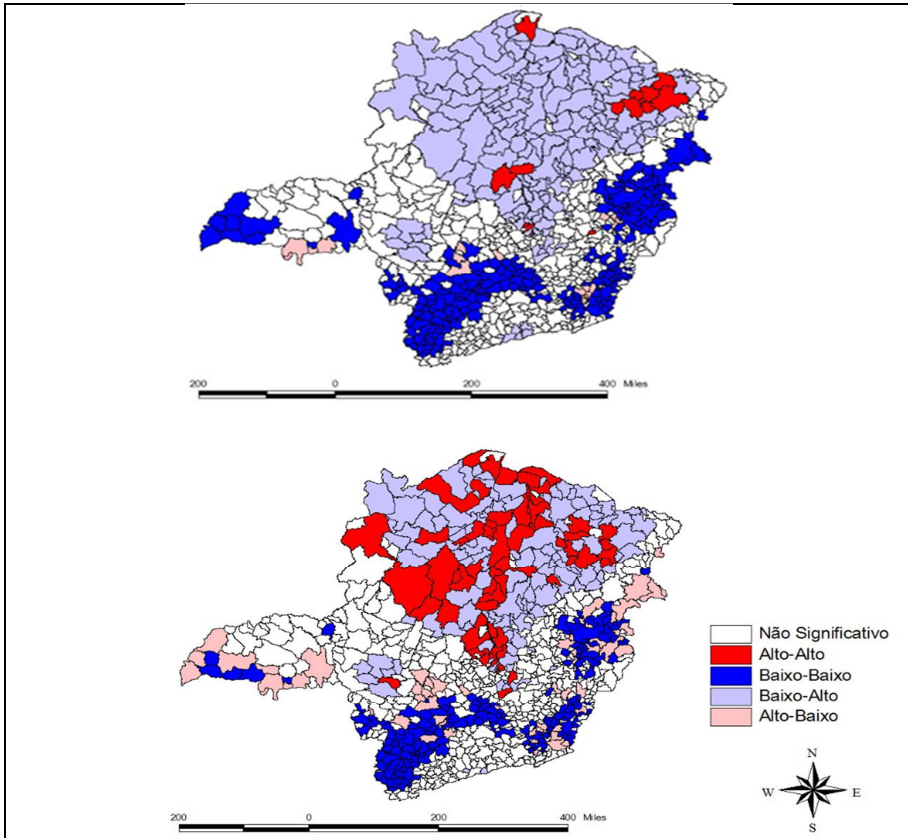 200 0 200 400 Miles
Não Significativo
Alto-Alto
Baixo-Baixo
Baixo-Alto
Alto-Baixo
N
W E
S
200 0 200 400 Miles